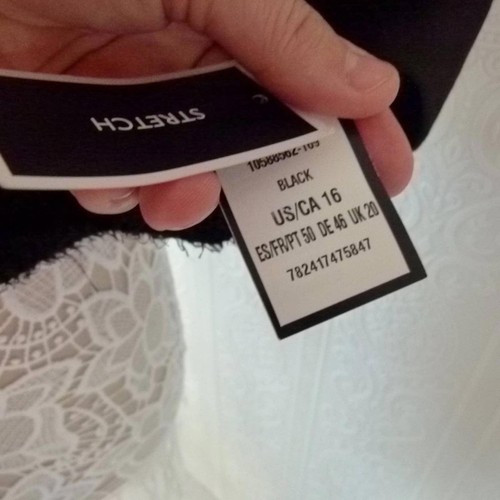 STRETCH
BLACK
US/CA 16
ES/FR/PT 50 DE 46 UK 20
782417475847